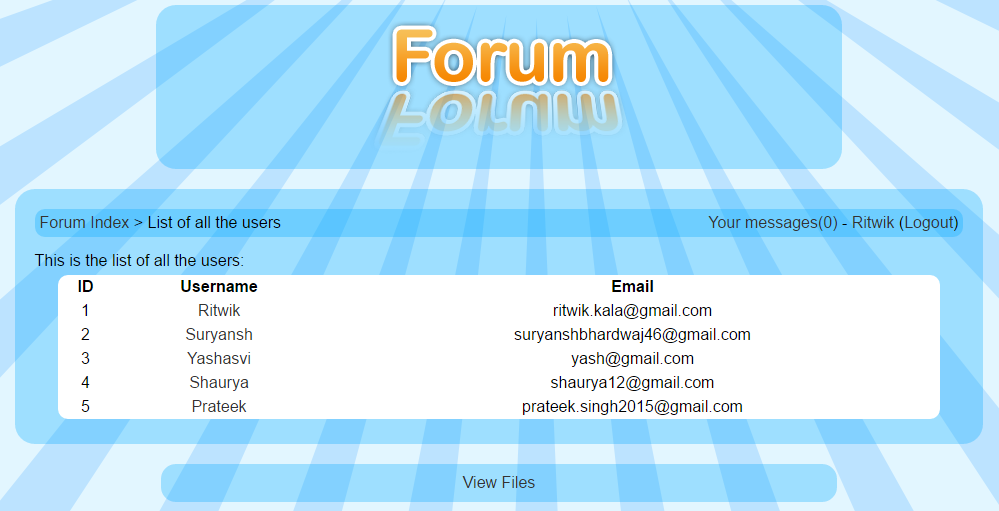 Forum
Forum Index > List of all the users Your messages(0) - Ritwik (Logout)
This is the list of all the users:
ID Username Email
1 Ritwik ritwik.kala@gmail.com
2 Suryansh suryanshbhardwaj46@gmail.com
3 Yashasvi yash@gmail.com
4 Shaurya shaurya12@gmail.com
5 Prateek prateek.singh2015@gmail.com
View Files